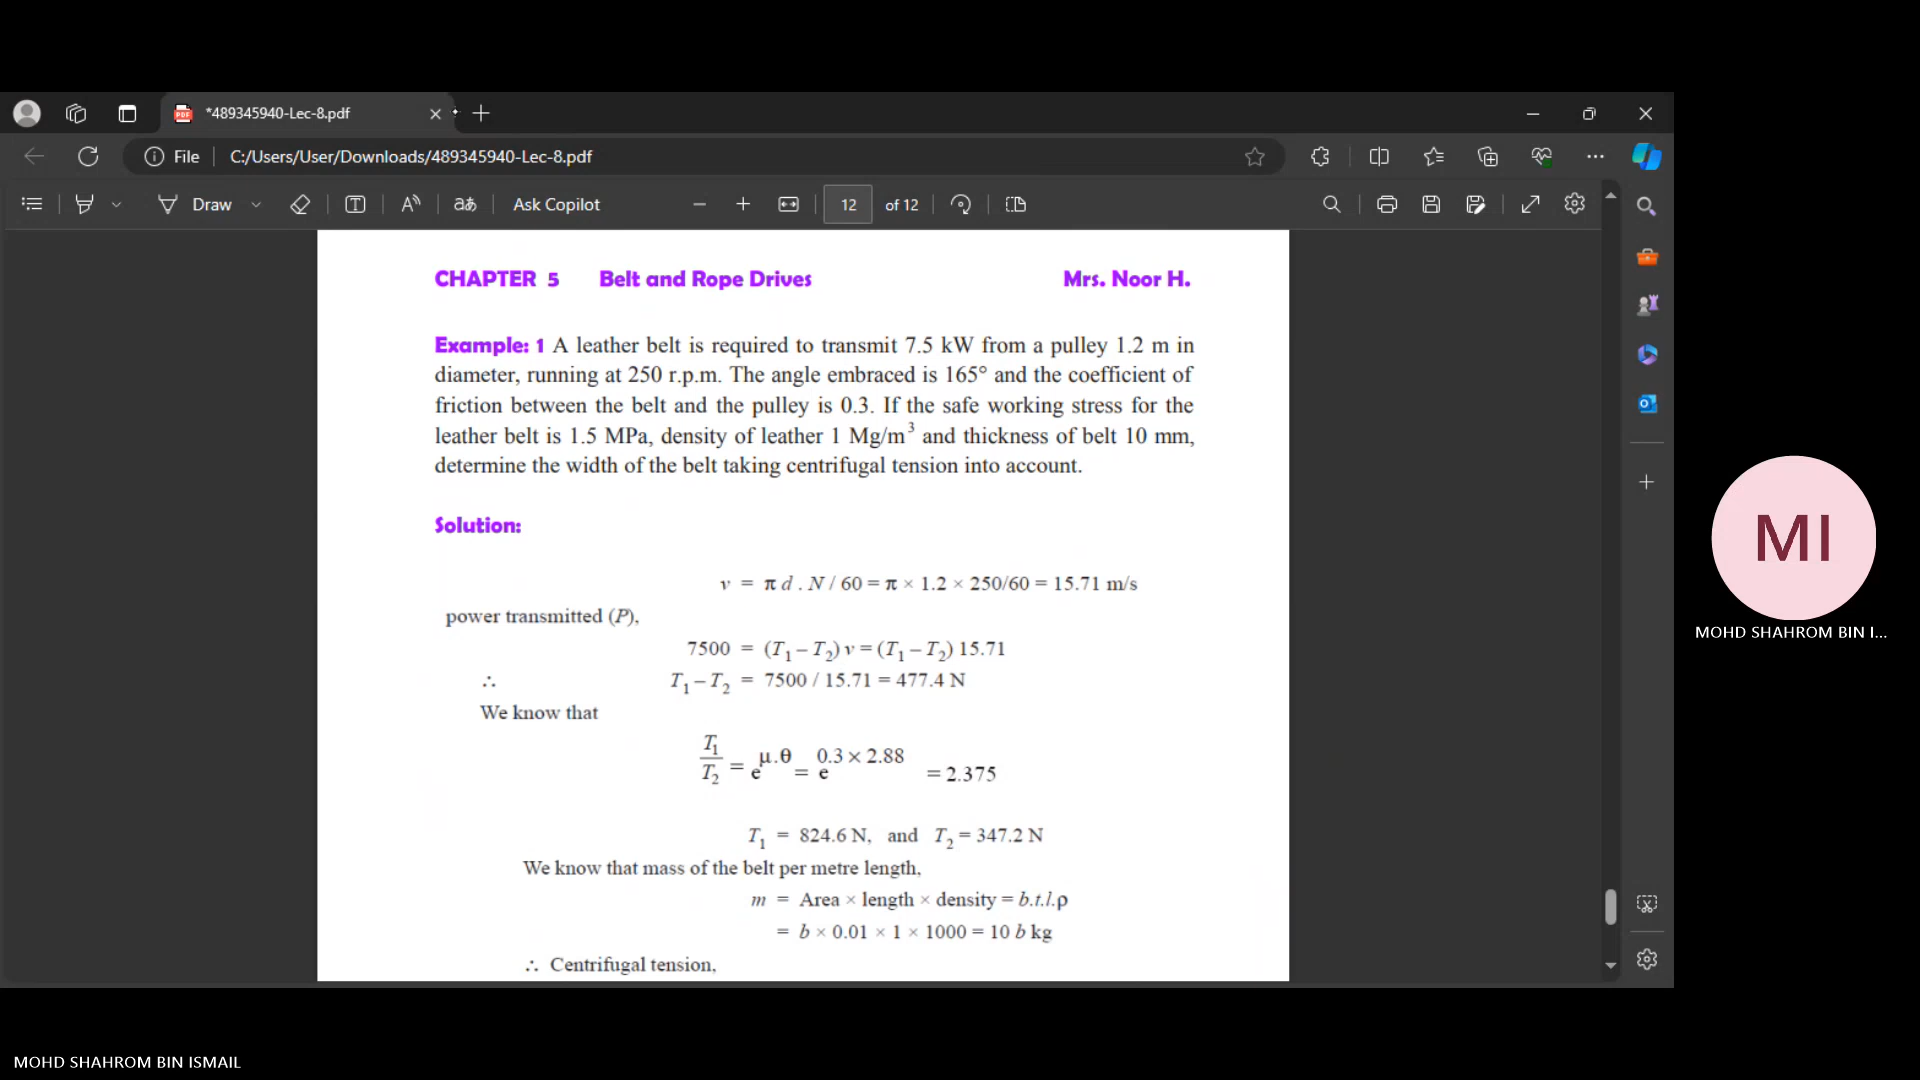 *489345940-Lec-8.pdf
File
C:/Users/User/Downloads/489345940-Lec-8.pdf
Draw
aあ
Ask Copilot
12
of 12
CHAPTER 5 Belt and Rope Drives Mrs. Noor H.
Example: 1 A leather belt is required to transmit 7.5 kW from a pulley 1.2 m in
diameter, running at 250 r.p.m. The angle embraced is 165° and the coefficient of
friction between the belt and the pulley is 0.3. If the safe working stress for the
leather belt is 1.5 MPa, density of leather 1 Mg/m³ and thickness of belt 10 mm,
determine the width of the belt taking centrifugal tension into account.
Solution:
v = π d . N / 60 = π × 1.2 × 250/60 = 15.71 m/s
power transmitted (P),
7500 = (T₁ – T₂) v = (T₁ – T₂) 15.71
∴ T₁ – T₂ = 7500 / 15.71 = 477.4 N
We know that
T₁/T₂ = e^μ.θ = e^0.3 × 2.88 = 2.375
T₁ = 824.6 N, and T₂ = 347.2 N
We know that mass of the belt per metre length,
m = Area × length × density = b.t.l.ρ
= b × 0.01 × 1 × 1000 = 10 b kg
∴ Centrifugal tension,
MI
MOHD SHAHROM BIN I...
MOHD SHAHROM BIN ISMAIL